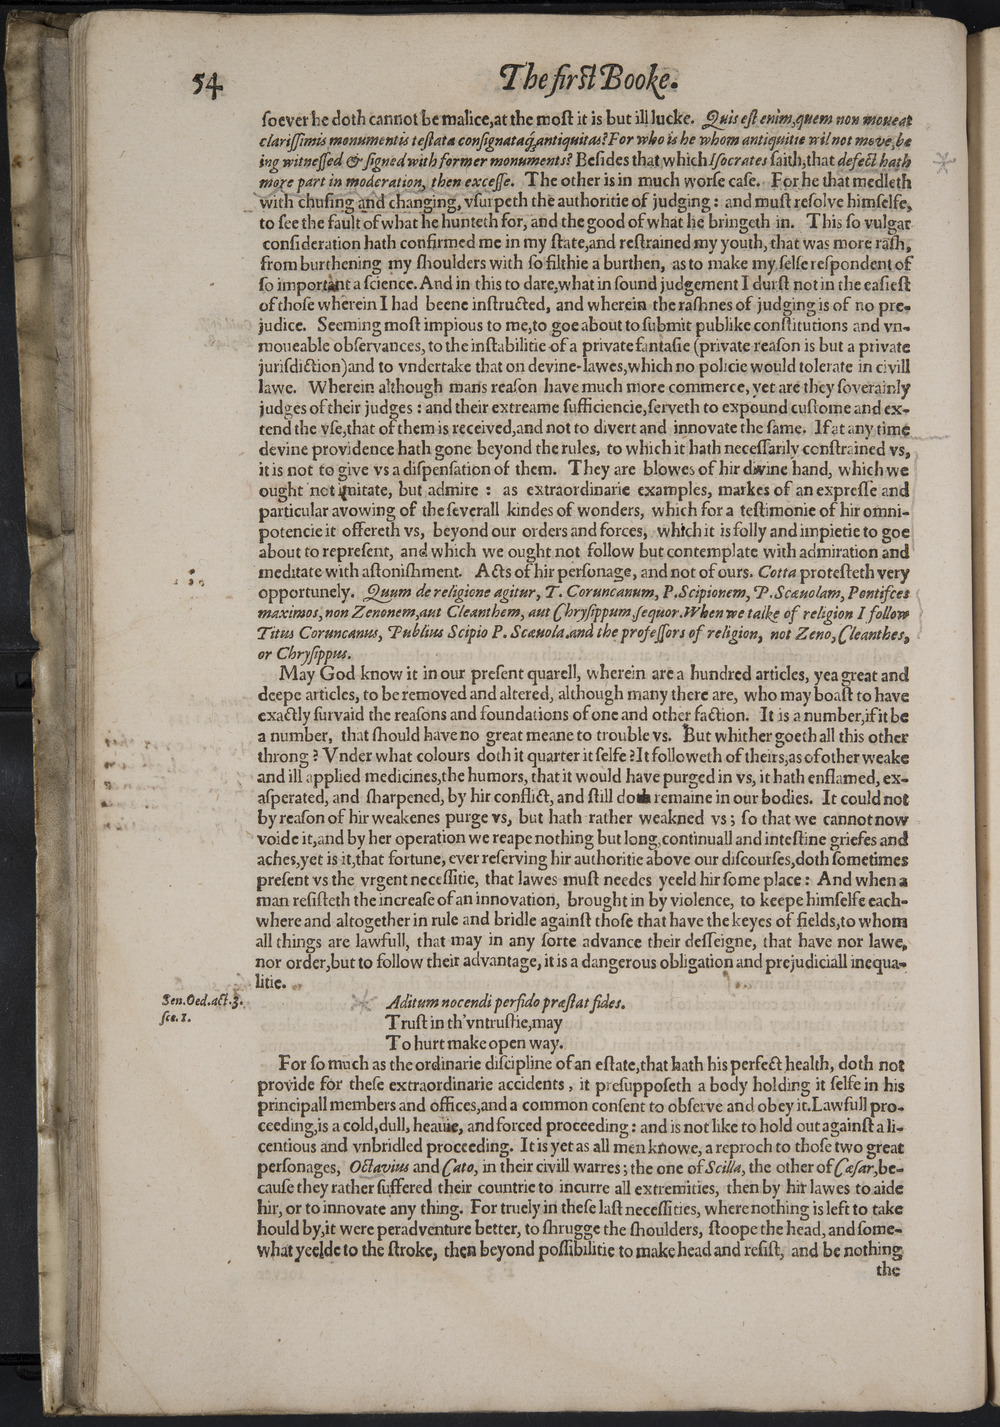 54
The first Booke.
soever he doth cannot be malice, at the most it is but ill lucke. Quis est enim, quem non moueat
clarissimis monumentis testata consignataq́, antiquitas? For who is he whom antiquitie wil not move, be
ing witnessed & signed with former monuments? Besides that which Isocrates saith, that defect hath
more part in moderation, then excesse. The other is in much worse case. For he that medleth
with chusing and changing, vsurpeth the authoritie of judging : and must resolve himselfe,
to see the fault of what he hunteth for, and the good of what he bringeth in. This so vulgar
consideration hath confirmed me in my state, and restrained my youth, that was more rash,
from burthening my shoulders with so filthie a burthen, as to make my selfe respondent of
so important a science. And in this to dare, what in sound judgement I durst not in the easiest
of those wherein I had beene instructed, and wherein the rashnes of judging is of no pre-
judice. Seeming most impious to me, to goe about to submit publike constitutions and vn-
moueable observances, to the instabilitie of a private fantasie (private reason is but a private
jurisdiction) and to vndertake that on devine-lawes, which no policie would tolerate in civill
lawe. Wherein although mans reason have much more commerce, yet are they soverainly
judges of their judges : and their extreame sufficiencie, serveth to expound custome and ex-
tend the vse, that of them is received, and not to divert and innovate the same. If at any time
devine providence hath gone beyond the rules, to which it hath necessarily constrained vs,
it is not to give vs a dispensation of them. They are blowes of hir divine hand, which we
ought not imitate, but admire : as extraordinarie examples, markes of an expresse and
particular avowing of the severall kindes of wonders, which for a testimonie of hir omni-
potencie it offereth vs, beyond our orders and forces, which it is folly and impietie to goe
about to represent, and which we ought not follow but contemplate with admiration and
meditate with astonishment. Acts of hir personage, and not of ours. Cotta protesteth very
opportunely. Quum de religione agitur, T. Coruncanum, P. Scipionem, P. Scæuolam, Pontifices
maximos, non Zenonem, aut Cleanthem, aut Chrysippum, sequor. When we talke of religion I follow
Titus Coruncanus, Publius Scipio P. Scæuola. and the professors of religion, not Zeno, Cleanthes,
or Chrysippus.
May God know it in our present quarell, wherein are a hundred articles, yea great and
deepe articles, to be removed and altered, although many there are, who may boast to have
exactly survaid the reasons and foundations of one and other faction. It is a number, if it be
a number, that should have no great meane to trouble vs. But whither goeth all this other
throng ? Vnder what colours doth it quarter it selfe ? It followeth of theirs, as of other weake
and ill applied medicines, the humors, that it would have purged in vs, it hath enflamed, ex-
asperated, and sharpened, by hir conflict, and still doth remaine in our bodies. It could not
by reason of hir weakenes purge vs, but hath rather weakned vs ; so that we cannot now
voide it, and by her operation we reape nothing but long, continuall and intestine griefes and
aches, yet is it, that fortune, ever reserving hir authoritie above our discourses, doth sometimes
present vs the vrgent necessitie, that lawes must needes yeeld hir some place : And when a
man resisteth the increase of an innovation, brought in by violence, to keepe himselfe each-
where and altogether in rule and bridle against those that have the keyes of fields, to whom
all things are lawfull, that may in any sorte advance their desseigne, that have nor lawe,
nor order, but to follow their advantage, it is a dangerous obligation and prejudiciall inequa-
litie.
Sen. Oed. act. 3.
sce. 1.
Aditum nocendi perfido præstat fides.
Trust in th'vntrustie, may
To hurt make open way.
For so much as the ordinarie discipline of an estate, that hath his perfect health, doth not
provide for these extraordinarie accidents, it presupposeth a body holding it selfe in his
principall members and offices, and a common consent to observe and obey it. Lawfull pro-
ceeding, is a cold, dull, heauie, and forced proceeding : and is not like to hold out against a li-
centious and vnbridled proceeding. It is yet as all men knowe, a reproch to those two great
personages, Octavius and Cato, in their civill warres ; the one of Scilla, the other of Cæsar, be-
cause they rather suffered their countrie to incurre all extremities, then by hir lawes to aide
hir, or to innovate any thing. For truely in these last necessities, where nothing is left to take
hould by, it were peradventure better, to shrugge the shoulders, stoope the head, and some-
what yeelde to the stroke, then beyond possibilitie to make head and resist, and be nothing
the